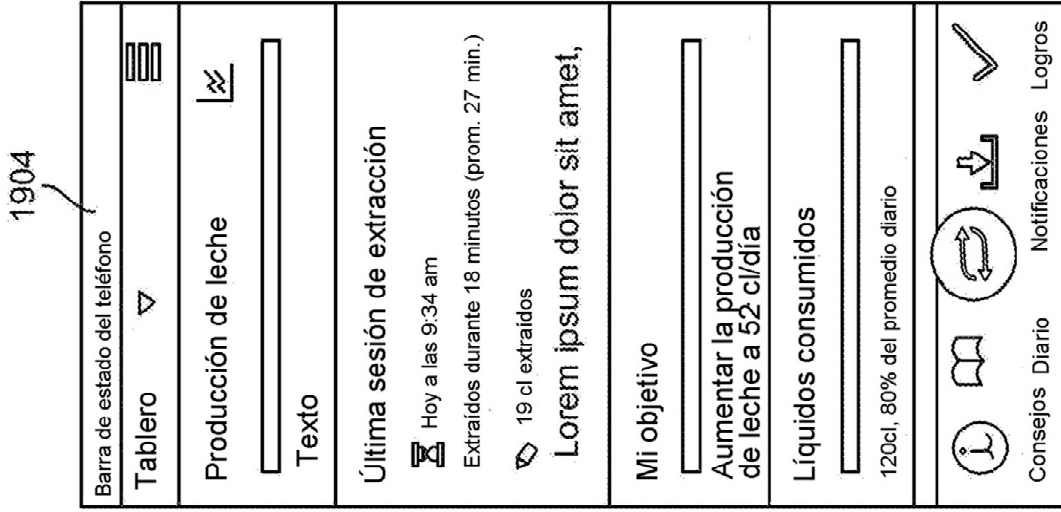 1904
Barra de estado del teléfono
Tablero
Producción de leche
Texto
Última sesión de extracción
Hoy a las 9:34 am
Extraídos durante 18 minutos (prom. 27 min.)
19 cl extraídos
Lorem ipsum dolor sit amet,
Mi objetivo
Aumentar la producción
de leche a 52 cl/día
Líquidos consumidos
120cl, 80% del promedio diario
Consejos Diario Notificaciones Logros